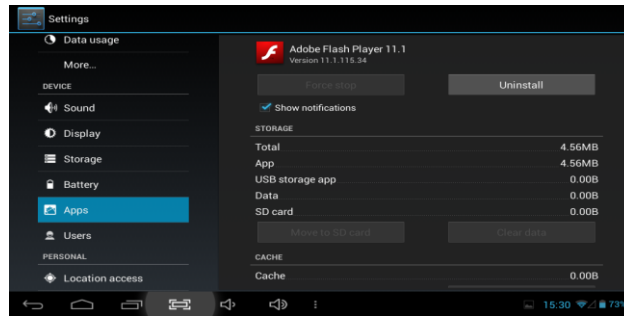 Settings
Data usage
More...
DEVICE
Sound
Display
Storage
Battery
Apps
Users
PERSONAL
Location access
Adobe Flash Player 11.1
Version 11.1.115.34
Force stop
Uninstall
Show notifications
STORAGE
Total 4.56MB
App 4.56MB
USB storage app 0.00B
Data 0.00B
SD card 0.00B
Move to SD card
Clear data
CACHE
Cache 0.00B
15:30
73%